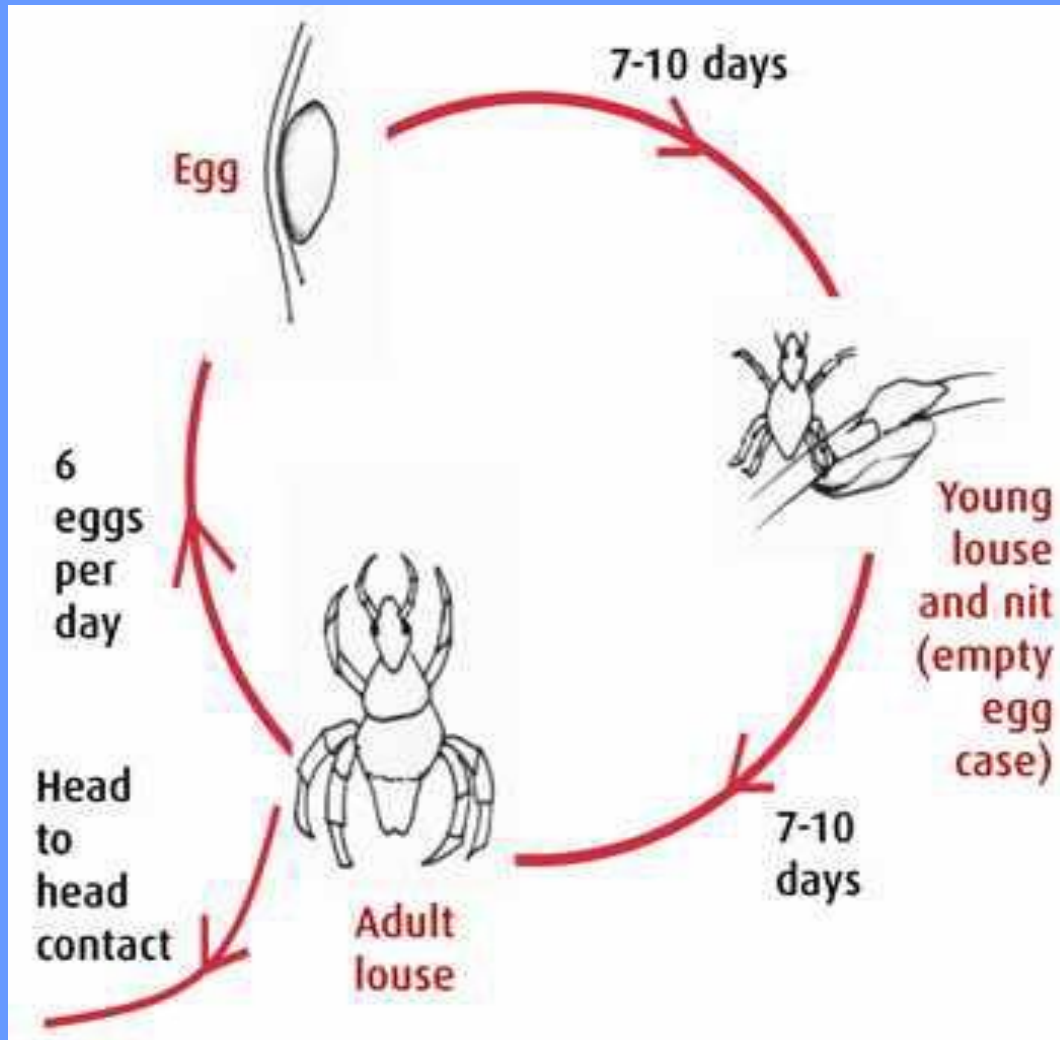 7-10 days
Egg
Young
louse
and nit
(empty
egg
case)
7-10
days
Adult
louse
6
eggs
per
day
Head
to
head
contact